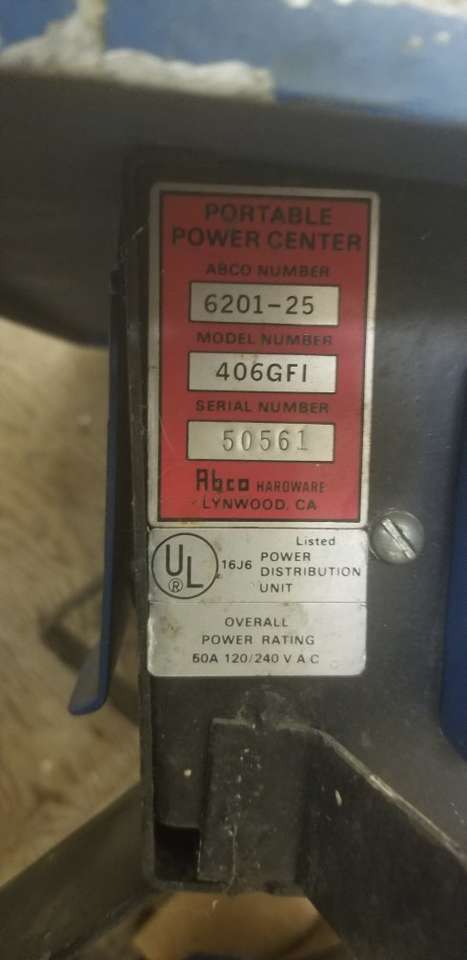 PORTABLE
POWER CENTER
ABCO NUMBER
6201-25
MODEL NUMBER
406GFI
SERIAL NUMBER
50561
Abco HARDWARE
LYNWOOD, CA
UL ®
Listed
16J6 POWER
DISTRIBUTION
UNIT
OVERALL
POWER RATING
50A 120/240 V A C